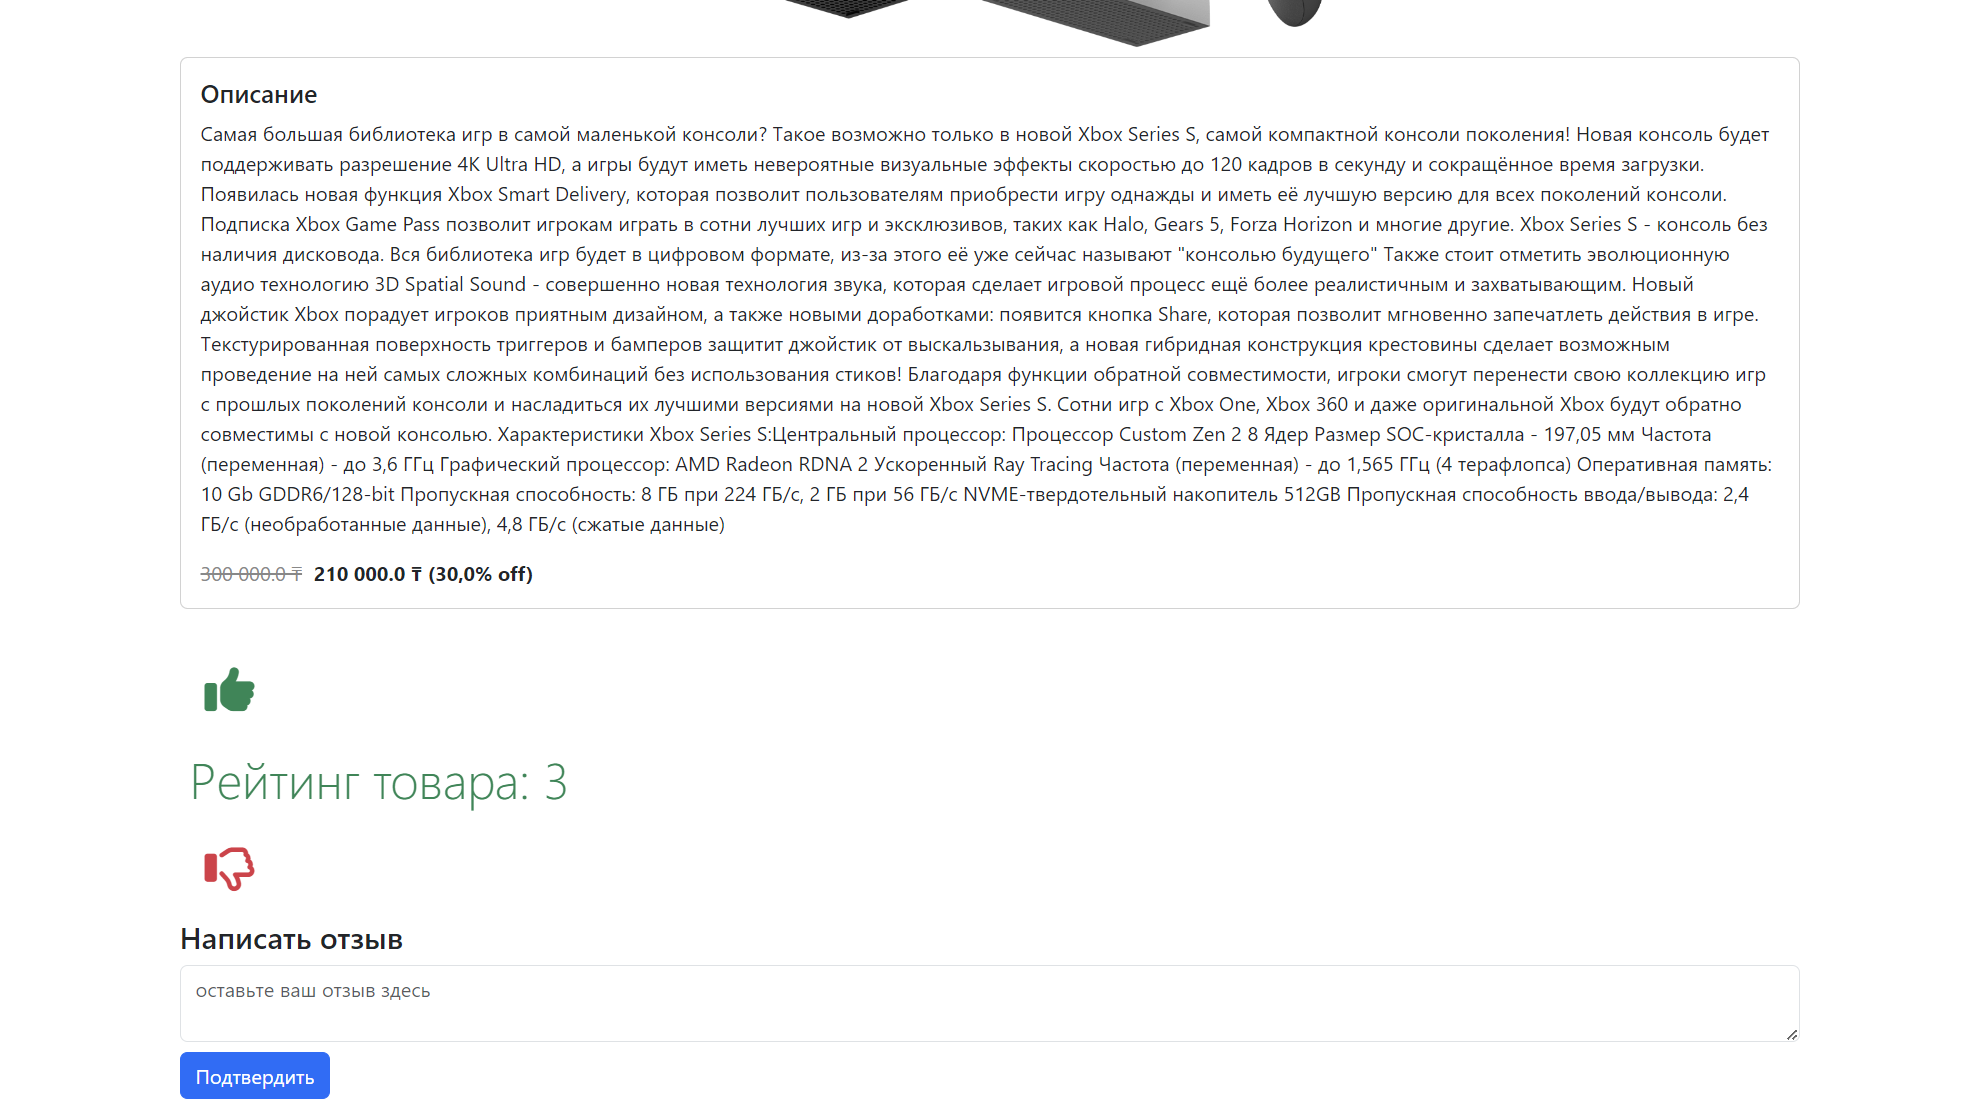 Описание
Самая большая библиотека игр в самой маленькой консоли? Такое возможно только в новой Xbox Series S, самой компактной консоли поколения! Новая консоль будет
поддерживать разрешение 4K Ultra HD, а игры будут иметь невероятные визуальные эффекты скоростью до 120 кадров в секунду и сокращённое время загрузки.
Появилась новая функция Xbox Smart Delivery, которая позволит пользователям приобрести игру однажды и иметь её лучшую версию для всех поколений консоли.
Подписка Xbox Game Pass позволит игрокам играть в сотни лучших игр и эксклюзивов, таких как Halo, Gears 5, Forza Horizon и многие другие. Xbox Series S - консоль без
наличия дисковода. Вся библиотека игр будет в цифровом формате, из-за этого её уже сейчас называют "консолью будущего" Также стоит отметить эволюционную
аудио технологию 3D Spatial Sound - совершенно новая технология звука, которая сделает игровой процесс ещё более реалистичным и захватывающим. Новый
джойстик Xbox порадует игроков приятным дизайном, а также новыми доработками: появится кнопка Share, которая позволит мгновенно запечатлеть действия в игре.
Текстурированная поверхность триггеров и бамперов защитит джойстик от выскальзывания, а новая гибридная конструкция крестовины сделает возможным
проведение на ней самых сложных комбинаций без использования стиков! Благодаря функции обратной совместимости, игроки смогут перенести свою коллекцию игр
с прошлых поколений консоли и насладиться их лучшими версиями на новой Xbox Series S. Сотни игр с Xbox One, Xbox 360 и даже оригинальной Xbox будут обратно
совместимы с новой консолью. Характеристики Xbox Series S:Центральный процессор: Процессор Custom Zen 2 8 Ядер Размер SOC-кристалла - 197,05 мм Частота
(переменная) - до 3,6 ГГц Графический процессор: AMD Radeon RDNA 2 Ускоренный Ray Tracing Частота (переменная) - до 1,565 ГГц (4 терафлопса) Оперативная память:
10 Gb GDDR6/128-bit Пропускная способность: 8 ГБ при 224 ГБ/с, 2 ГБ при 56 ГБ/с NVME-твердотельный накопитель 512GB Пропускная способность ввода/вывода: 2,4
ГБ/с (необработанные данные), 4,8 ГБ/с (сжатые данные)
300 000.0 ₸ 210 000.0 ₸ (30,0% off)
Рейтинг товара: 3
Написать отзыв
оставьте ваш отзыв здесь
Подтвердить